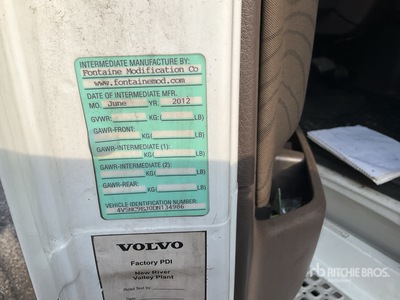 INTERMEDIATE MANUFACTURE BY:
Fontaine Modification Co
www.fontainemod.com
DATE OF INTERMEDIATE MFR.
MO. June YR. 2012
GVWR: KG( LB)
GAWR-FRONT:
KG( LB)
GAWR-INTERMEDIATE (1):
KG( LB)
GAWR-INTERMEDIATE (2):
KG( LB)
GAWR-REAR:
KG( LB)
VEHICLE IDENTIFICATION NUMBER:
VOLVO
Factory PDI
New River
Valley Plant
RITCHIE BROS.